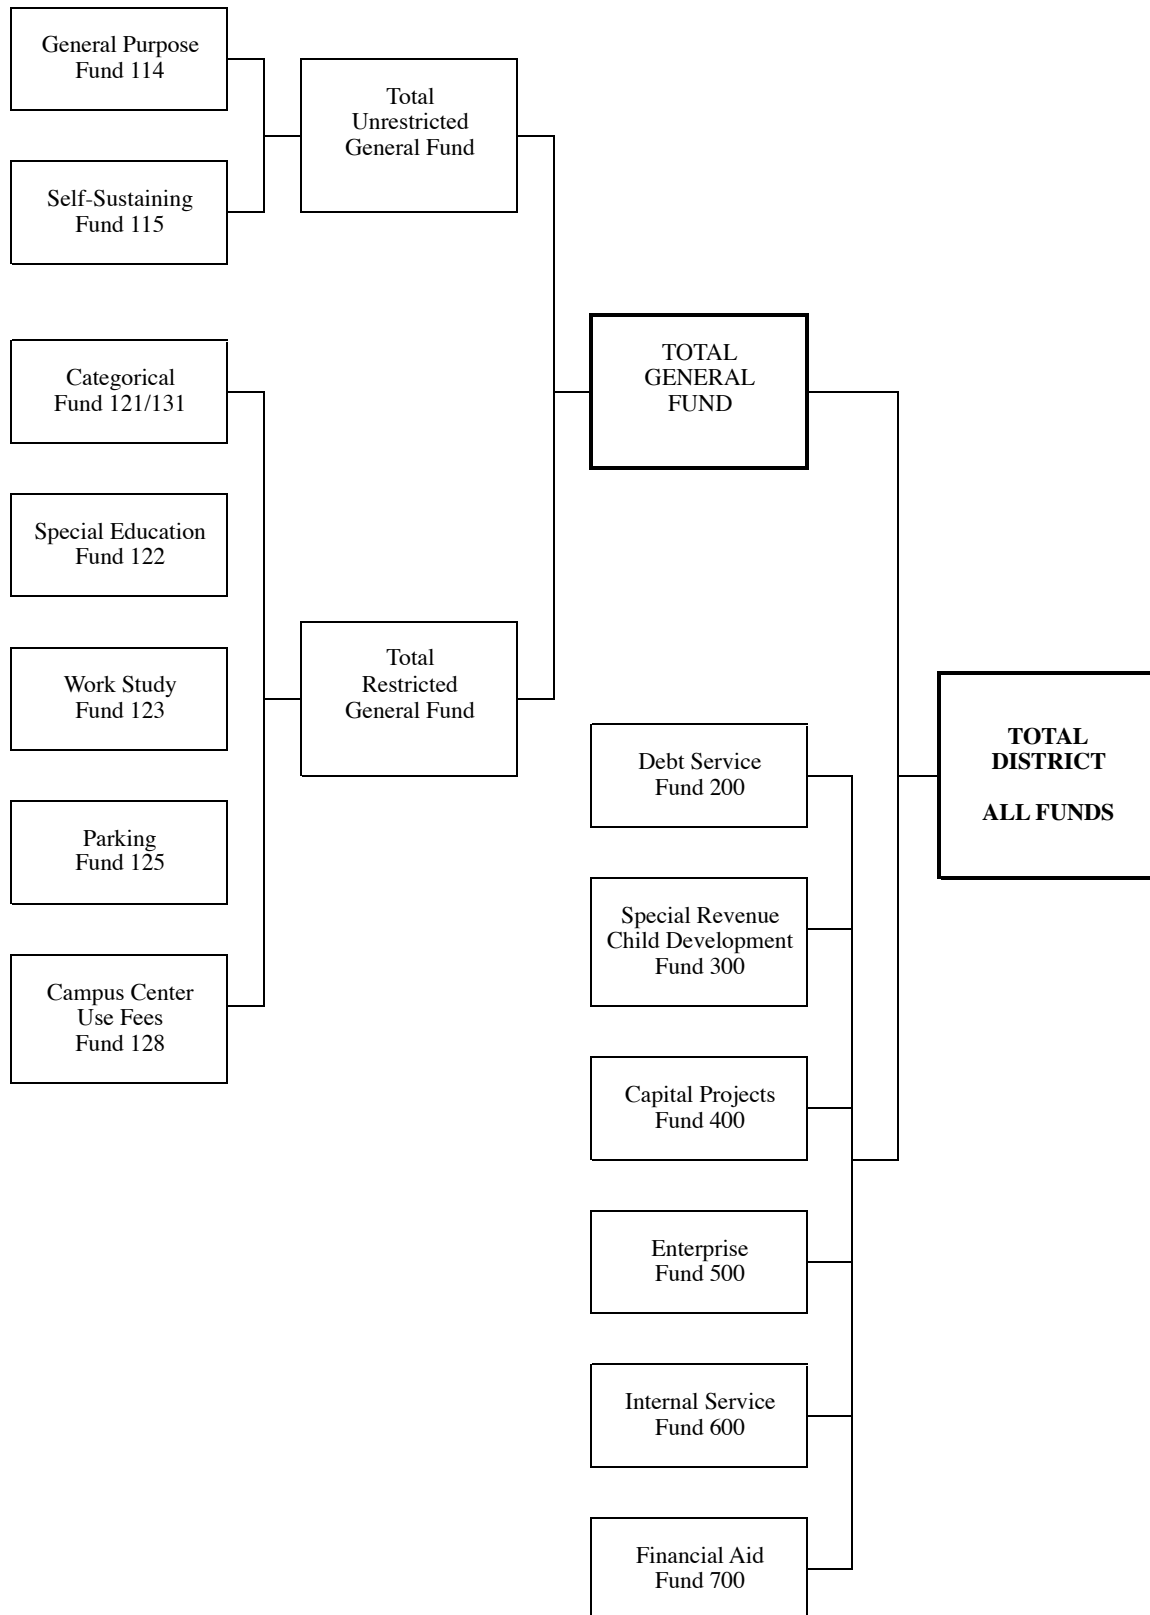 General Purpose
Fund 114
Self-Sustaining
Fund 115
Total
Unrestricted
General Fund
Categorical
Fund 121/131
Special Education
Fund 122
Work Study
Fund 123
Parking
Fund 125
Campus Center
Use Fees
Fund 128
Total
Restricted
General Fund
TOTAL
GENERAL
FUND
Debt Service
Fund 200
Special Revenue
Child Development
Fund 300
Capital Projects
Fund 400
Enterprise
Fund 500
Internal Service
Fund 600
Financial Aid
Fund 700
TOTAL
DISTRICT
ALL FUNDS